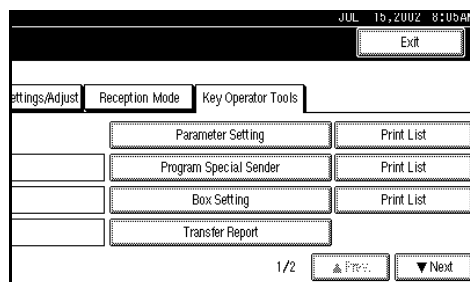 JUL 15,2002 8:05AM
Exit
ettings/Adjust Reception Mode Key Operator Tools
Parameter Setting Print List
Program Special Sender Print List
Box Setting Print List
Transfer Report
1/2 ▲ Prev. ▼ Next